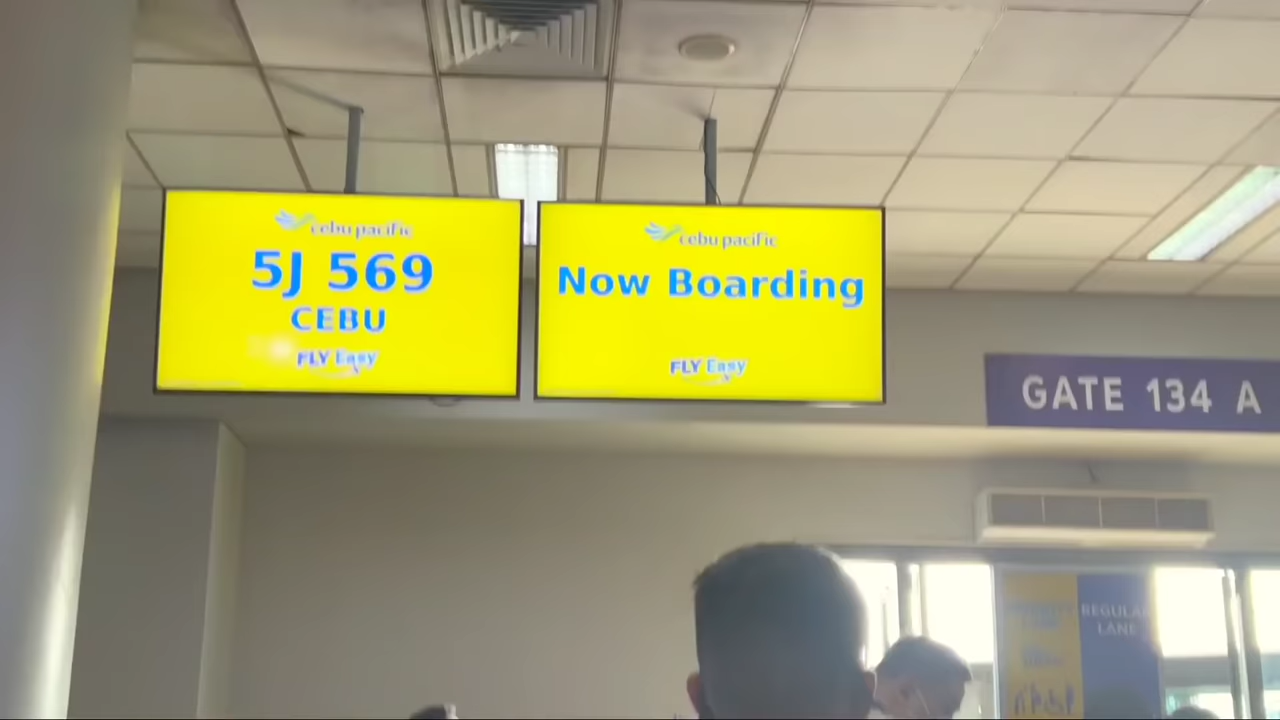 cebu pacific
5J 569
CEBU
FLY Easy
cebu pacific
Now Boarding
FLY Easy
GATE 134 A
REGULAR
LANE